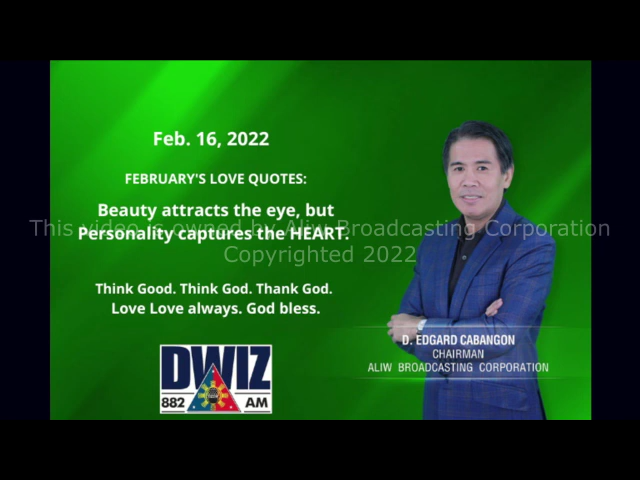 Feb. 16, 2022
FEBRUARY'S LOVE QUOTES:
Beauty attracts the eye, but
Personality captures the HEART.
This video is owned by Aliw Broadcasting Corporation
Copyrighted 2022
Think Good. Think God. Thank God.
Love Love always. God bless.
D. EDGARD CABANGON
CHAIRMAN
ALIW BROADCASTING CORPORATION
DWIZ
882 AM